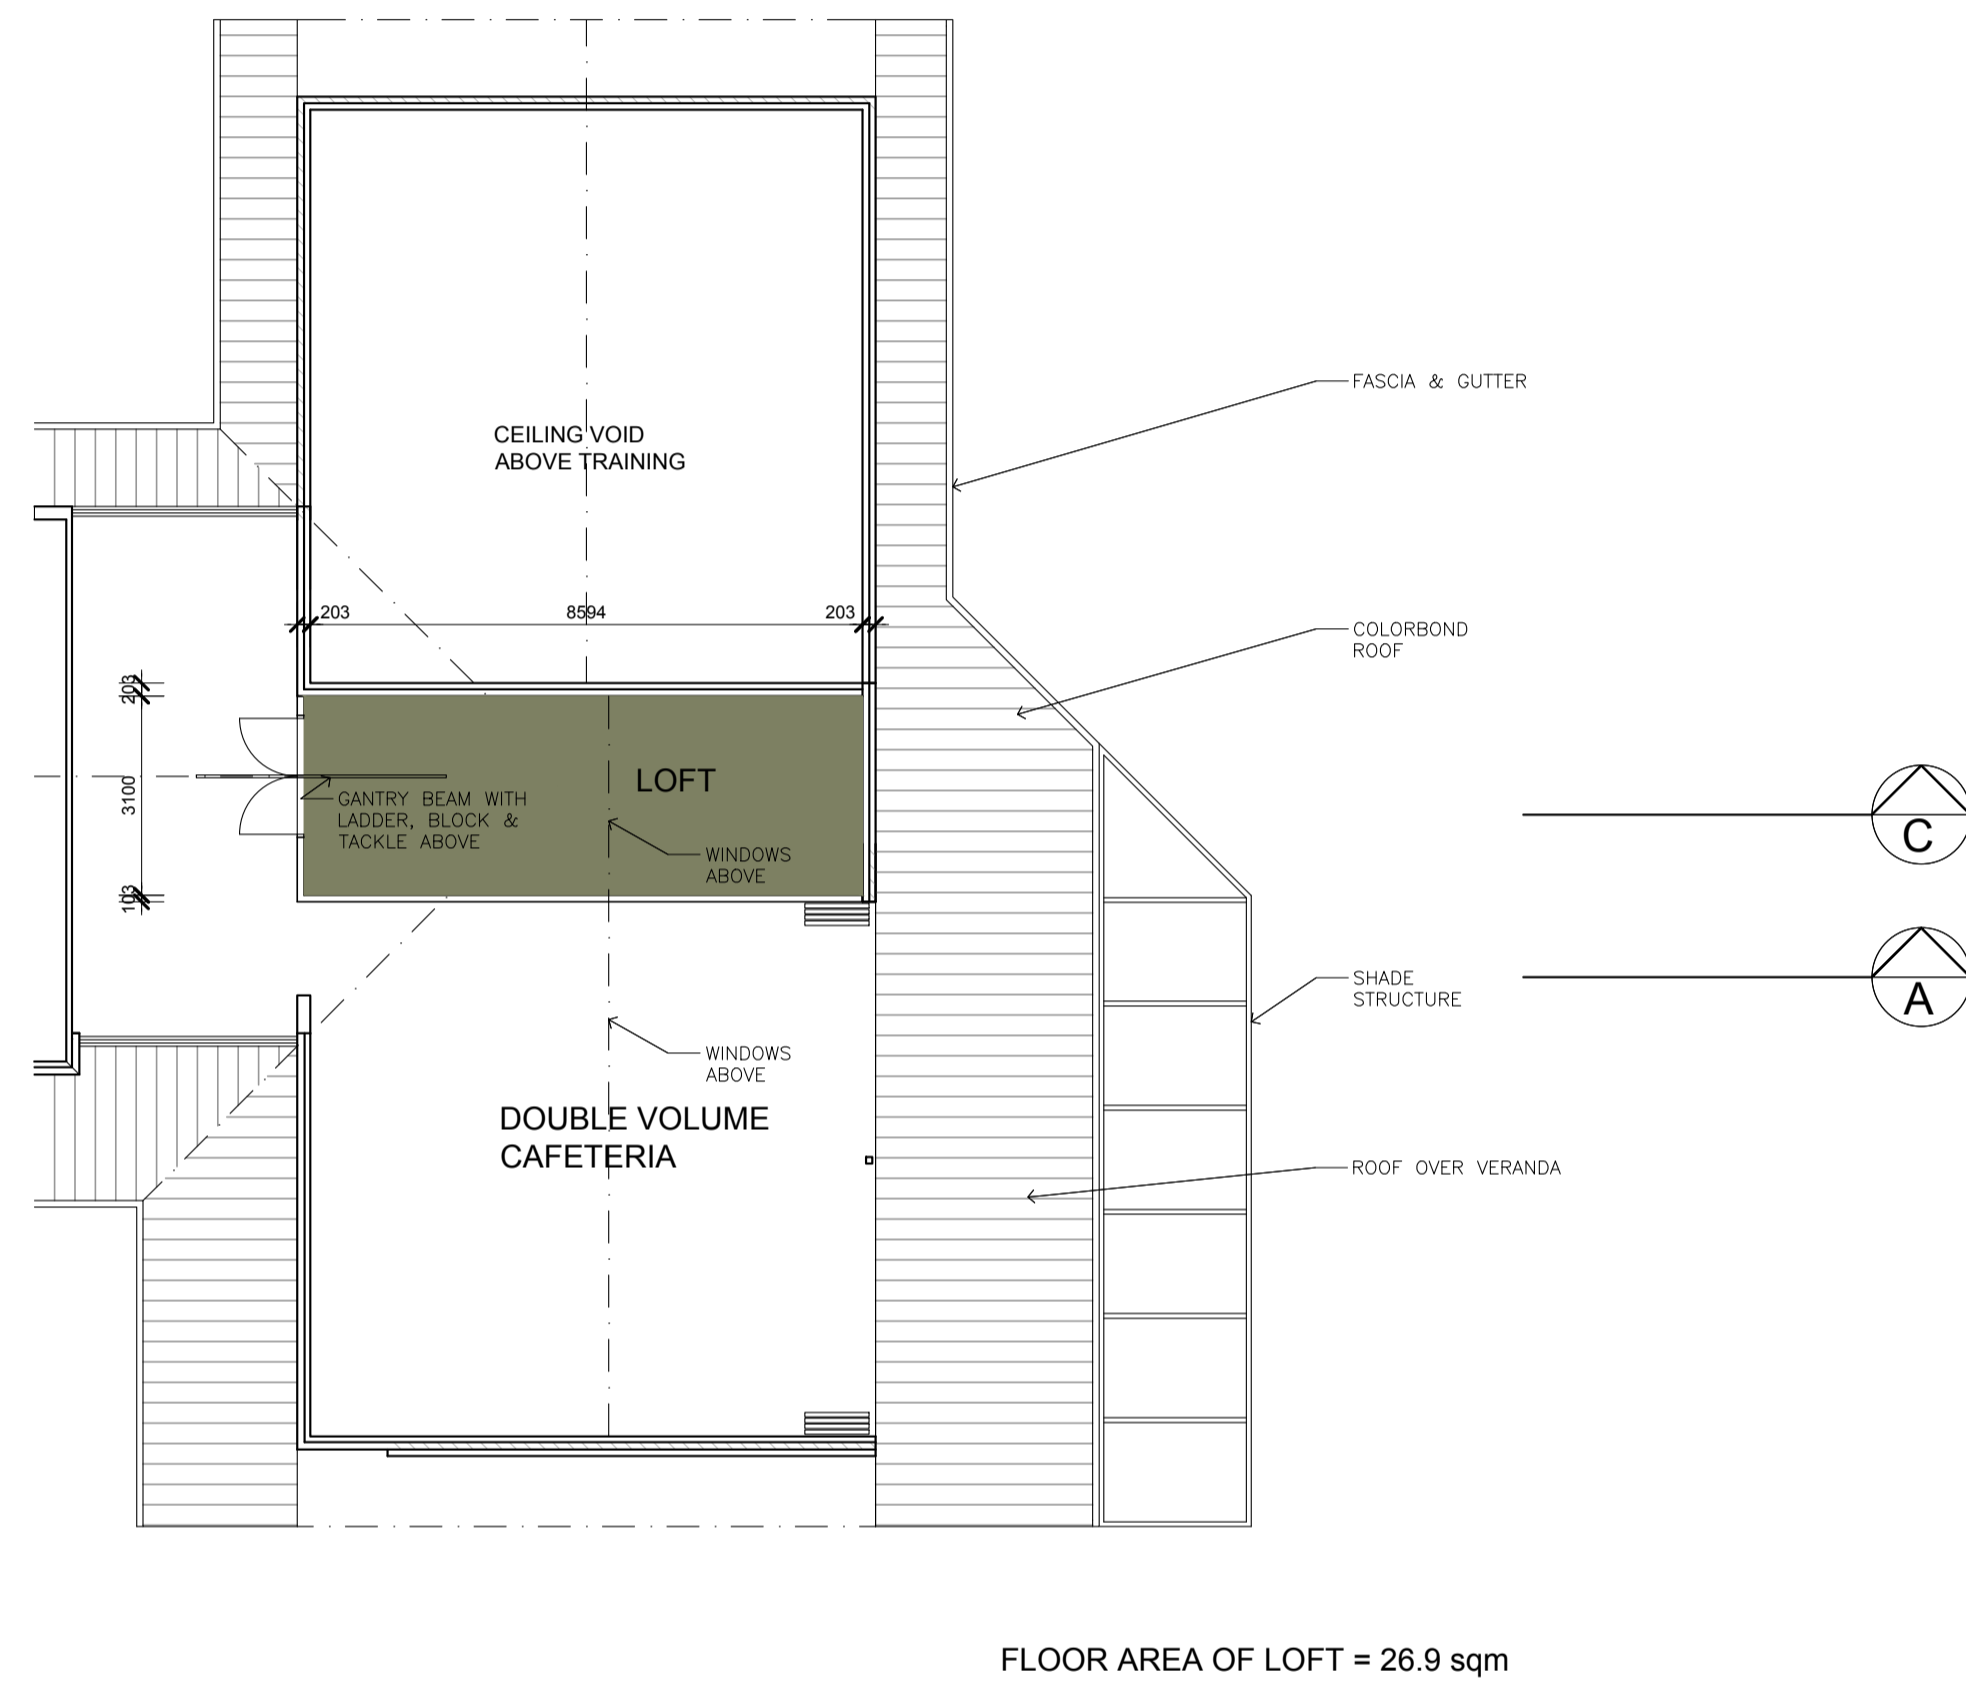 FASCIA & GUTTER
CEILING VOID
ABOVE TRAINING
203
8594
203
COLORBOND
ROOF
203
3100
103
LOFT
GANTRY BEAM WITH
LADDER, BLOCK &
TACKLE ABOVE
WINDOWS
ABOVE
C
SHADE
STRUCTURE
A
WINDOWS
ABOVE
DOUBLE VOLUME
CAFETERIA
ROOF OVER VERANDA
FLOOR AREA OF LOFT = 26.9 sqm